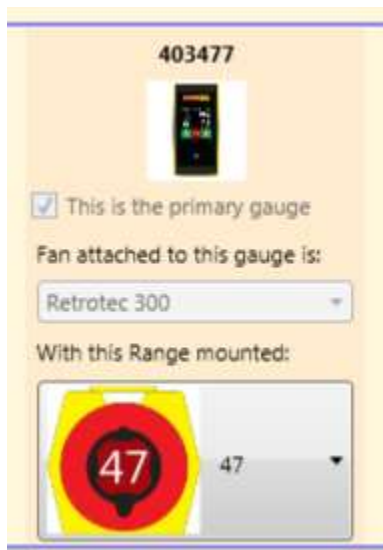 403477
This is the primary gauge
Fan attached to this gauge is:
Retrotec 300
With this Range mounted:
47
47